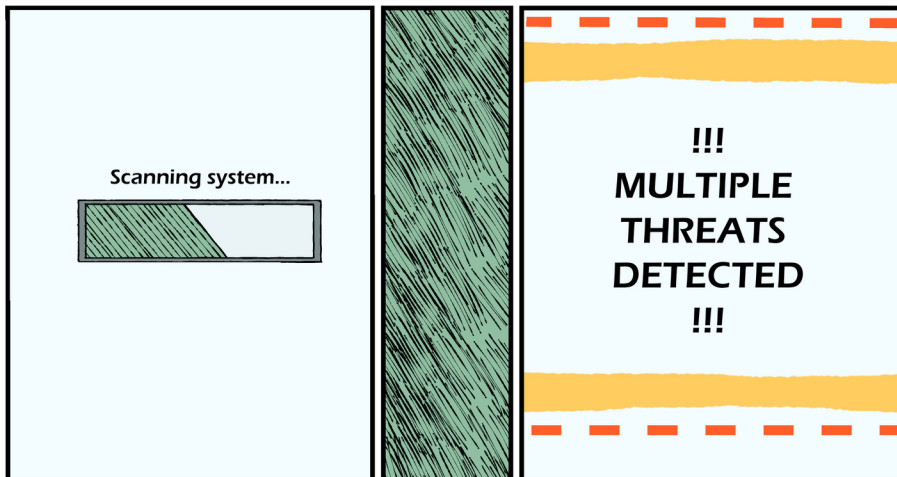 Scanning system...
!!!
MULTIPLE
THREATS
DETECTED
!!!